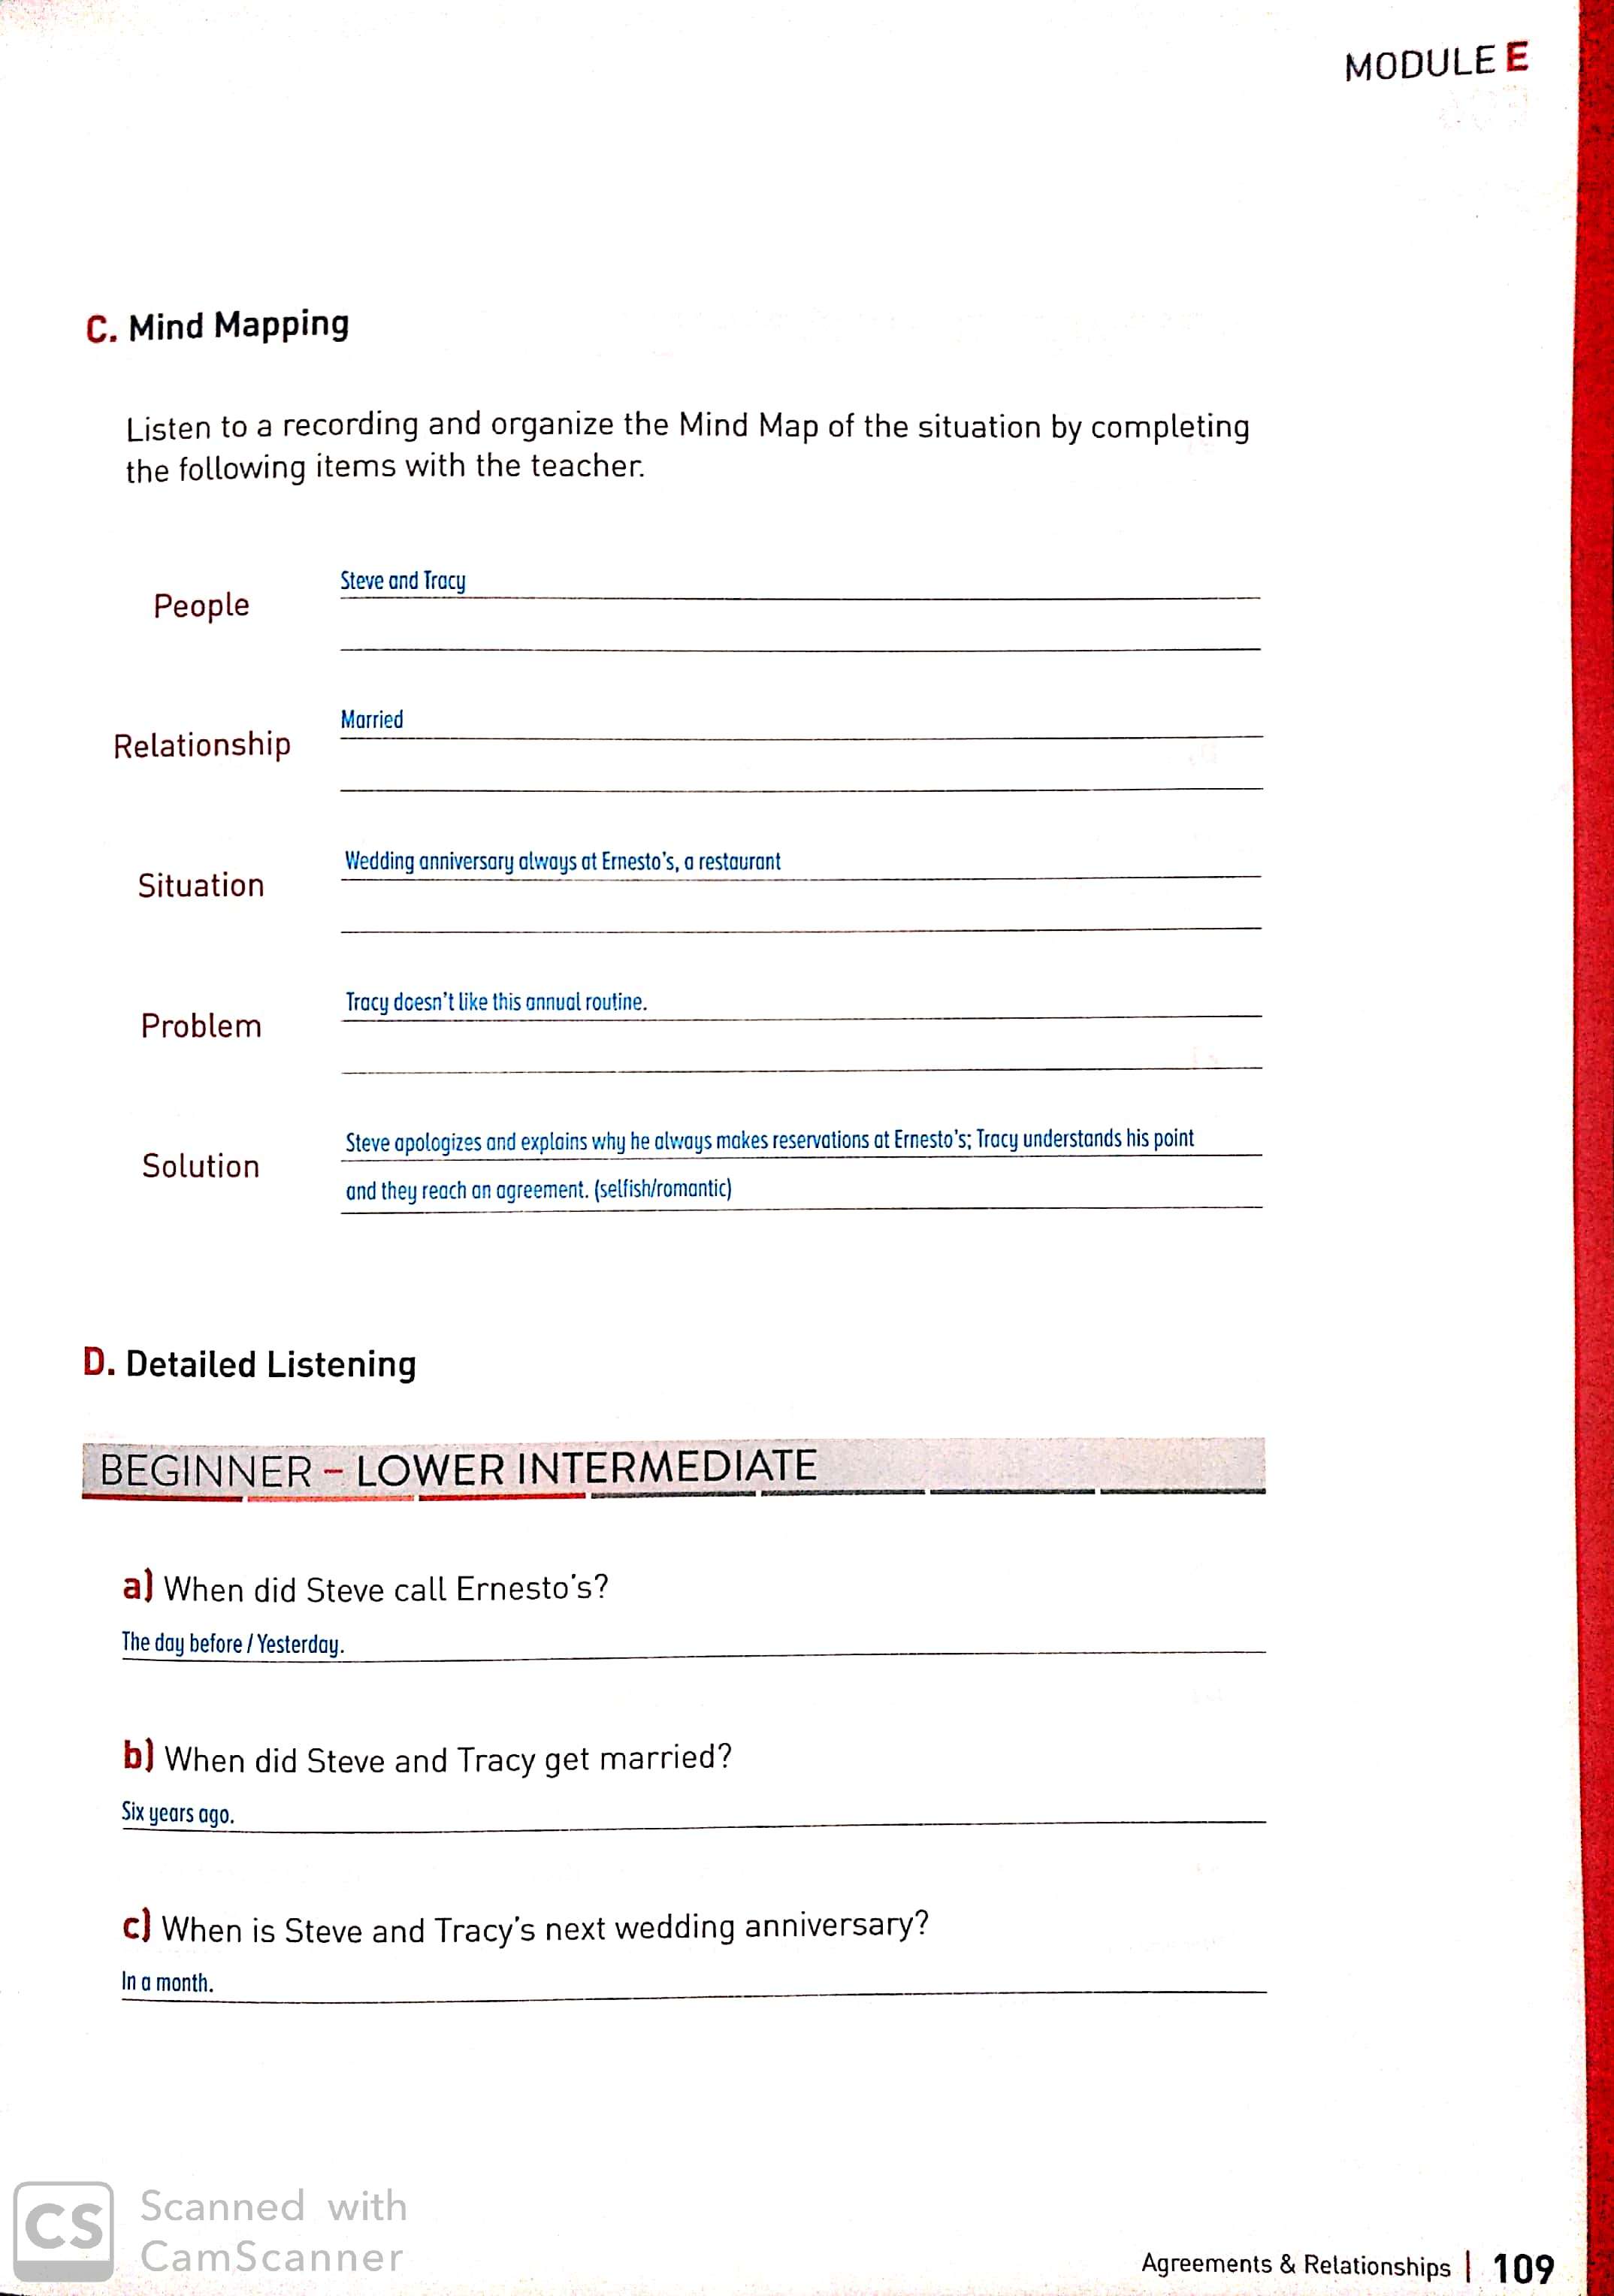 MODULE E
C. Mind Mapping
Listen to a recording and organize the Mind Map of the situation by completing
the following items with the teacher.
People
Steve and Tracy
Relationship
Married
Situation
Wedding anniversary always at Ernesto's, a restaurant
Problem
Tracy doesn't like this annual routine.
Solution
Steve apologizes and explains why he always makes reservations at Ernesto's; Tracy understands his point
and they reach an agreement. (selfish/romantic)
D. Detailed Listening
BEGINNER – LOWER INTERMEDIATE
a) When did Steve call Ernesto's?
The day before / Yesterday.
b) When did Steve and Tracy get married?
Six years ago.
c) When is Steve and Tracy's next wedding anniversary?
In a month.
CS Scanned with
CamScanner
Agreements & Relationships | 109